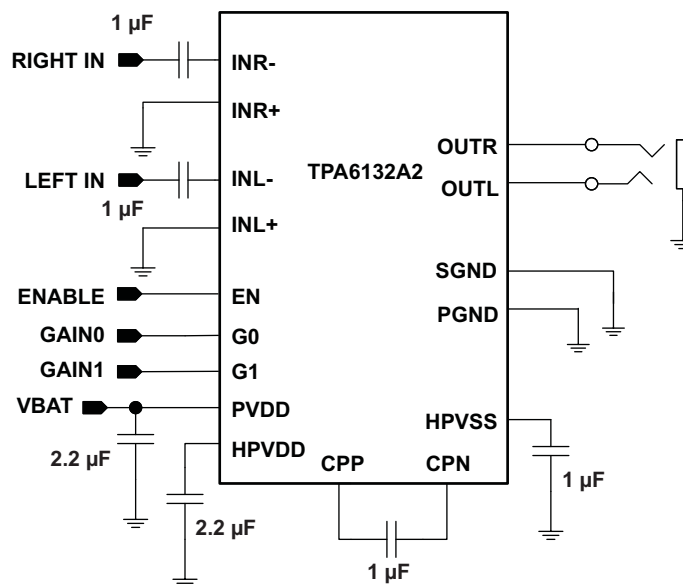 1 µF
RIGHT IN
INR-
INR+
LEFT IN
1 µF
INL-
INL+
ENABLE
EN
GAIN0
G0
GAIN1
G1
VBAT
PVDD
2.2 µF
HPVDD
2.2 µF
TPA6132A2
OUTR
OUTL
SGND
PGND
HPVSS
1 µF
CPP
CPN
1 µF